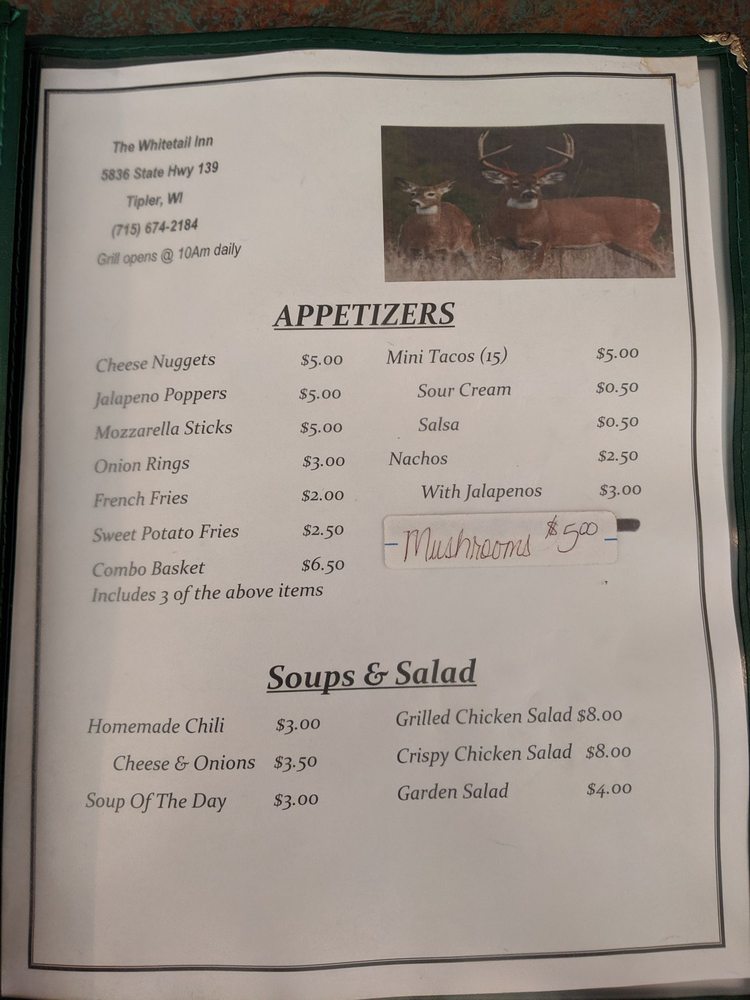 The Whitetail Inn
5836 State Hwy 139
Tipler, WI
(715) 674-2184
Grill opens @ 10Am daily
APPETIZERS
Cheese Nuggets $5.00
Jalapeno Poppers $5.00
Mozzarella Sticks $5.00
Onion Rings $3.00
French Fries $2.00
Sweet Potato Fries $2.50
Combo Basket $6.50
Includes 3 of the above items
Mini Tacos (15) $5.00
Sour Cream $0.50
Salsa $0.50
Nachos $2.50
With Jalapenos $3.00
Mushrooms $5.00
Soups & Salad
Homemade Chili $3.00
Cheese & Onions $3.50
Soup Of The Day $3.00
Grilled Chicken Salad $8.00
Crispy Chicken Salad $8.00
Garden Salad $4.00